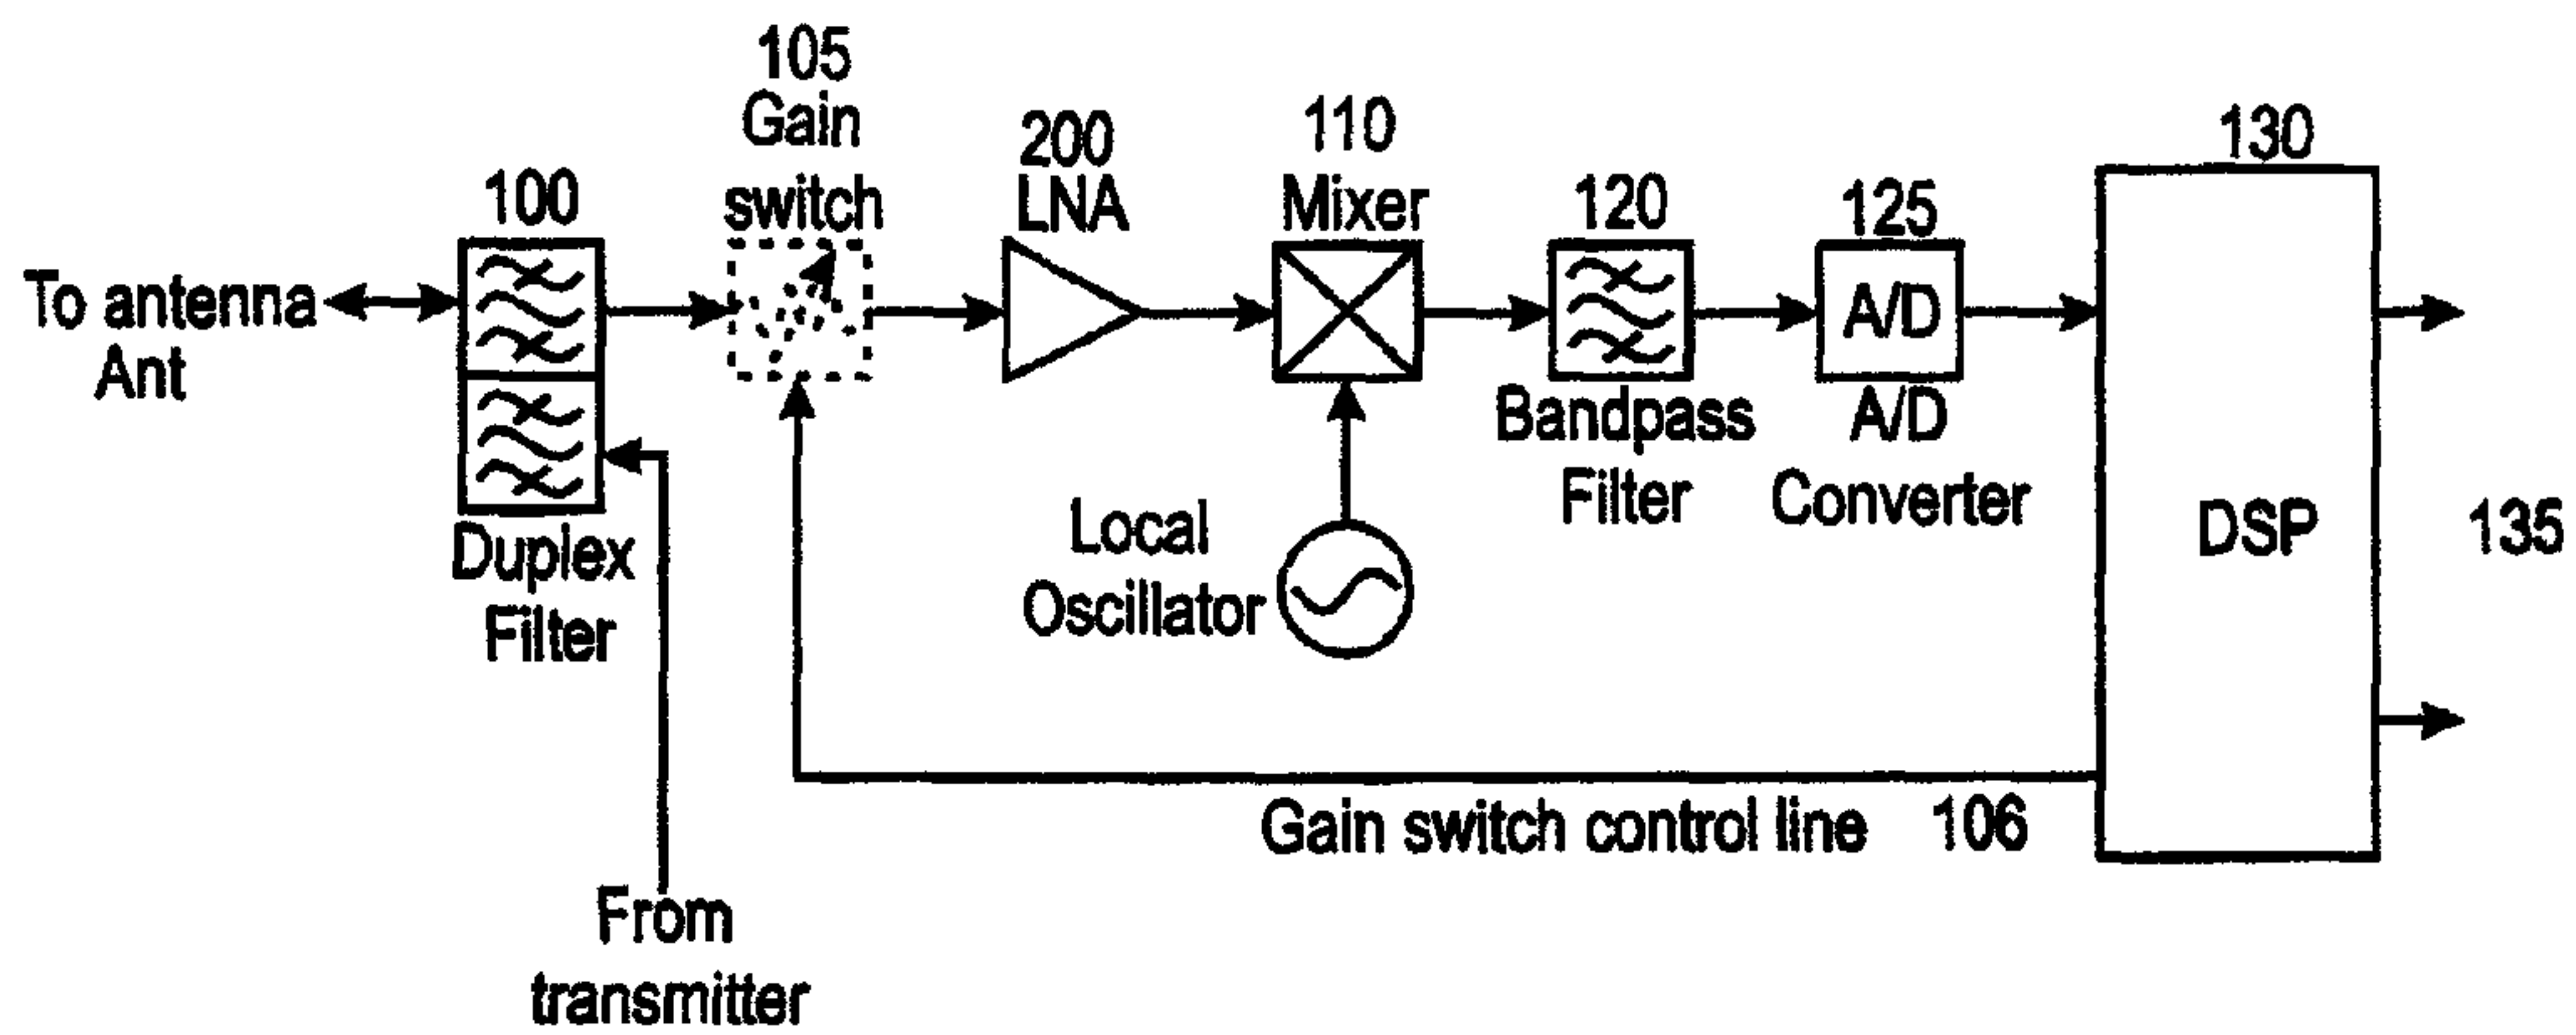 105
Gain
switch
100
200
LNA
110
Mixer
120
125
130
To antenna
Ant
A/D
Duplex
Filter
Bandpass
Filter
A/D
Converter
Local
Oscillator
DSP
135
Gain switch control line 106
From
transmitter